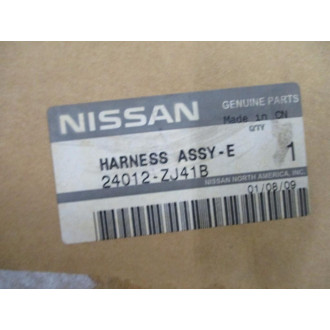 NISSAN
GENUINE PARTS
Made in CN
QTY
HARNESS ASSY-E
1
24012-ZJ41B
NISSAN NORTH AMERICA, INC.
01/08/09